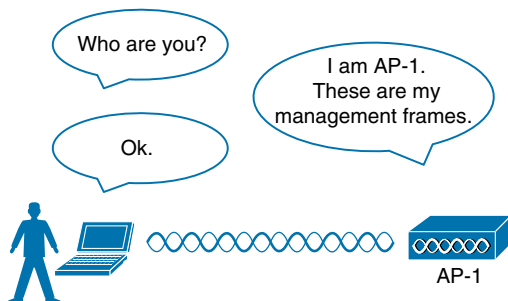 Who are you?
I am AP-1.
These are my
management frames.
Ok.
AP-1